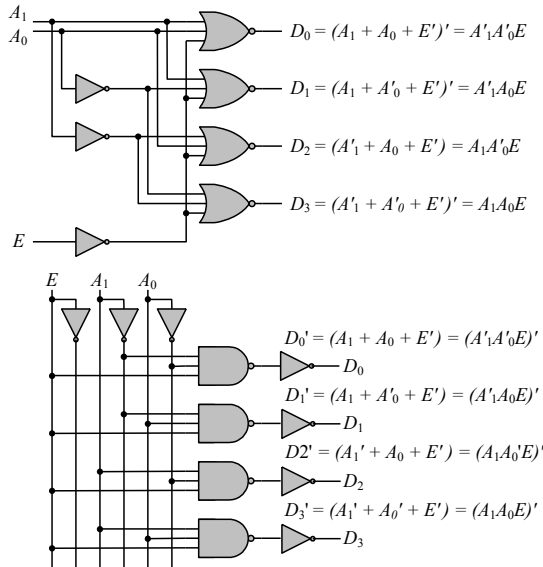 A₁
A₀
D₀ = (A₁ + A₀ + E')' = A'₁A'₀E
D₁ = (A₁ + A'₀ + E')' = A'₁A₀E
D₂ = (A'₁ + A₀ + E') = A₁A'₀E
D₃ = (A'₁ + A'₀ + E')' = A₁A₀E
E
E A₁ A₀
D₀' = (A₁ + A₀ + E') = (A'₁A'₀E)'
D₀
D₁' = (A₁ + A'₀ + E') = (A'₁A₀E)'
D₁
D2' = (A₁' + A₀ + E') = (A₁A₀'E)'
D₂
D₃' = (A₁' + A₀' + E') = (A₁A₀E)'
D₃